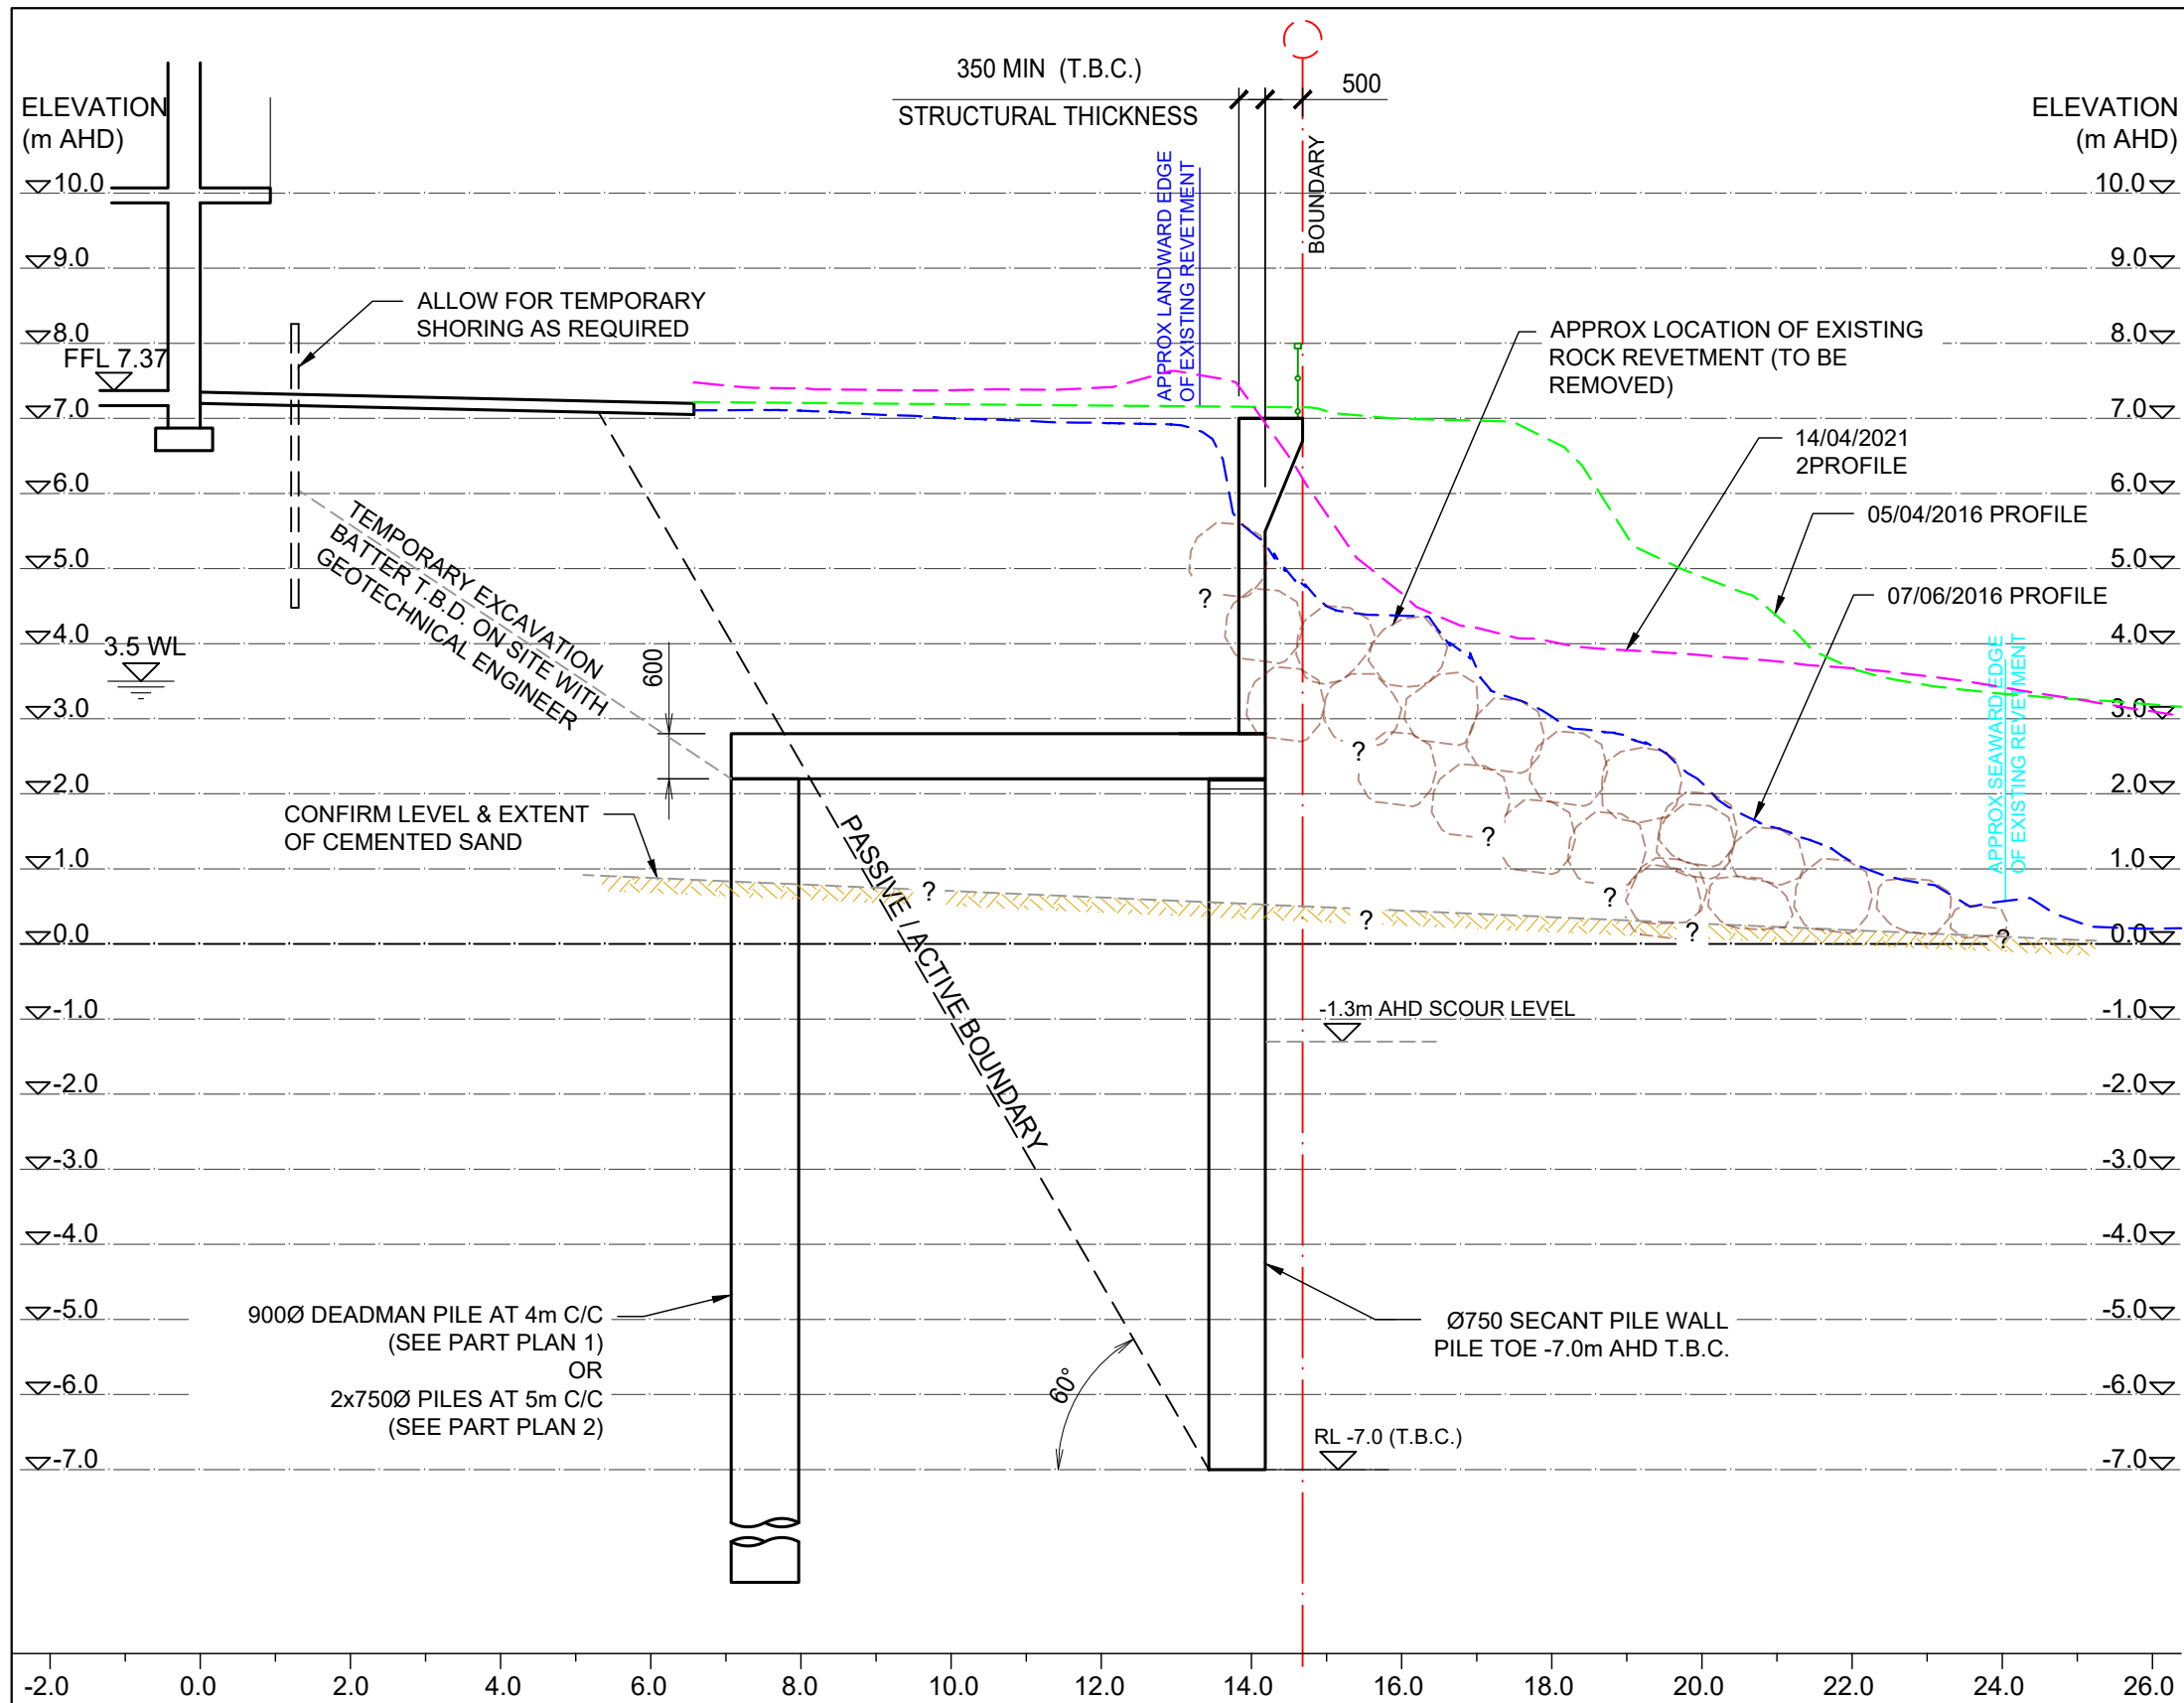 350 MIN (T.B.C.)
STRUCTURAL THICKNESS
500
ELEVATION
(m AHD)
ELEVATION
(m AHD)
BOUNDARY
APPROX LANDWARD EDGE
OF EXISTING REVETMENT
10.0
10.0
9.0
9.0
ALLOW FOR TEMPORARY
SHORING AS REQUIRED
8.0
8.0
APPROX LOCATION OF EXISTING
ROCK REVETMENT (TO BE
REMOVED)
FFL 7.37
7.0
7.0
14/04/2021
2PROFILE
6.0
6.0
05/04/2016 PROFILE
TEMPORARY EXCAVATION
BATTER T.B.D. ON SITE WITH
GEOTECHNICAL ENGINEER
5.0
5.0
07/06/2016 PROFILE
?
4.0
4.0
3.5 WL
600
APPROX SEAWARD EDGE
OF EXISTING REVETMENT
3.0
3.0
?
2.0
2.0
CONFIRM LEVEL & EXTENT
OF CEMENTED SAND
?
PASSIVE / ACTIVE BOUNDARY
1.0
1.0
?
?
?
?
?
0.0
0.0
-1.0
-1.3m AHD SCOUR LEVEL
-1.0
-2.0
-2.0
-3.0
-3.0
-4.0
-4.0
-5.0
-5.0
900Ø DEADMAN PILE AT 4m C/C
(SEE PART PLAN 1)
OR
2x750Ø PILES AT 5m C/C
(SEE PART PLAN 2)
Ø750 SECANT PILE WALL
PILE TOE -7.0m AHD T.B.C.
60°
-6.0
-6.0
RL -7.0 (T.B.C.)
-7.0
-7.0
-2.0 0.0 2.0 4.0 6.0 8.0 10.0 12.0 14.0 16.0 18.0 20.0 22.0 24.0 26.0